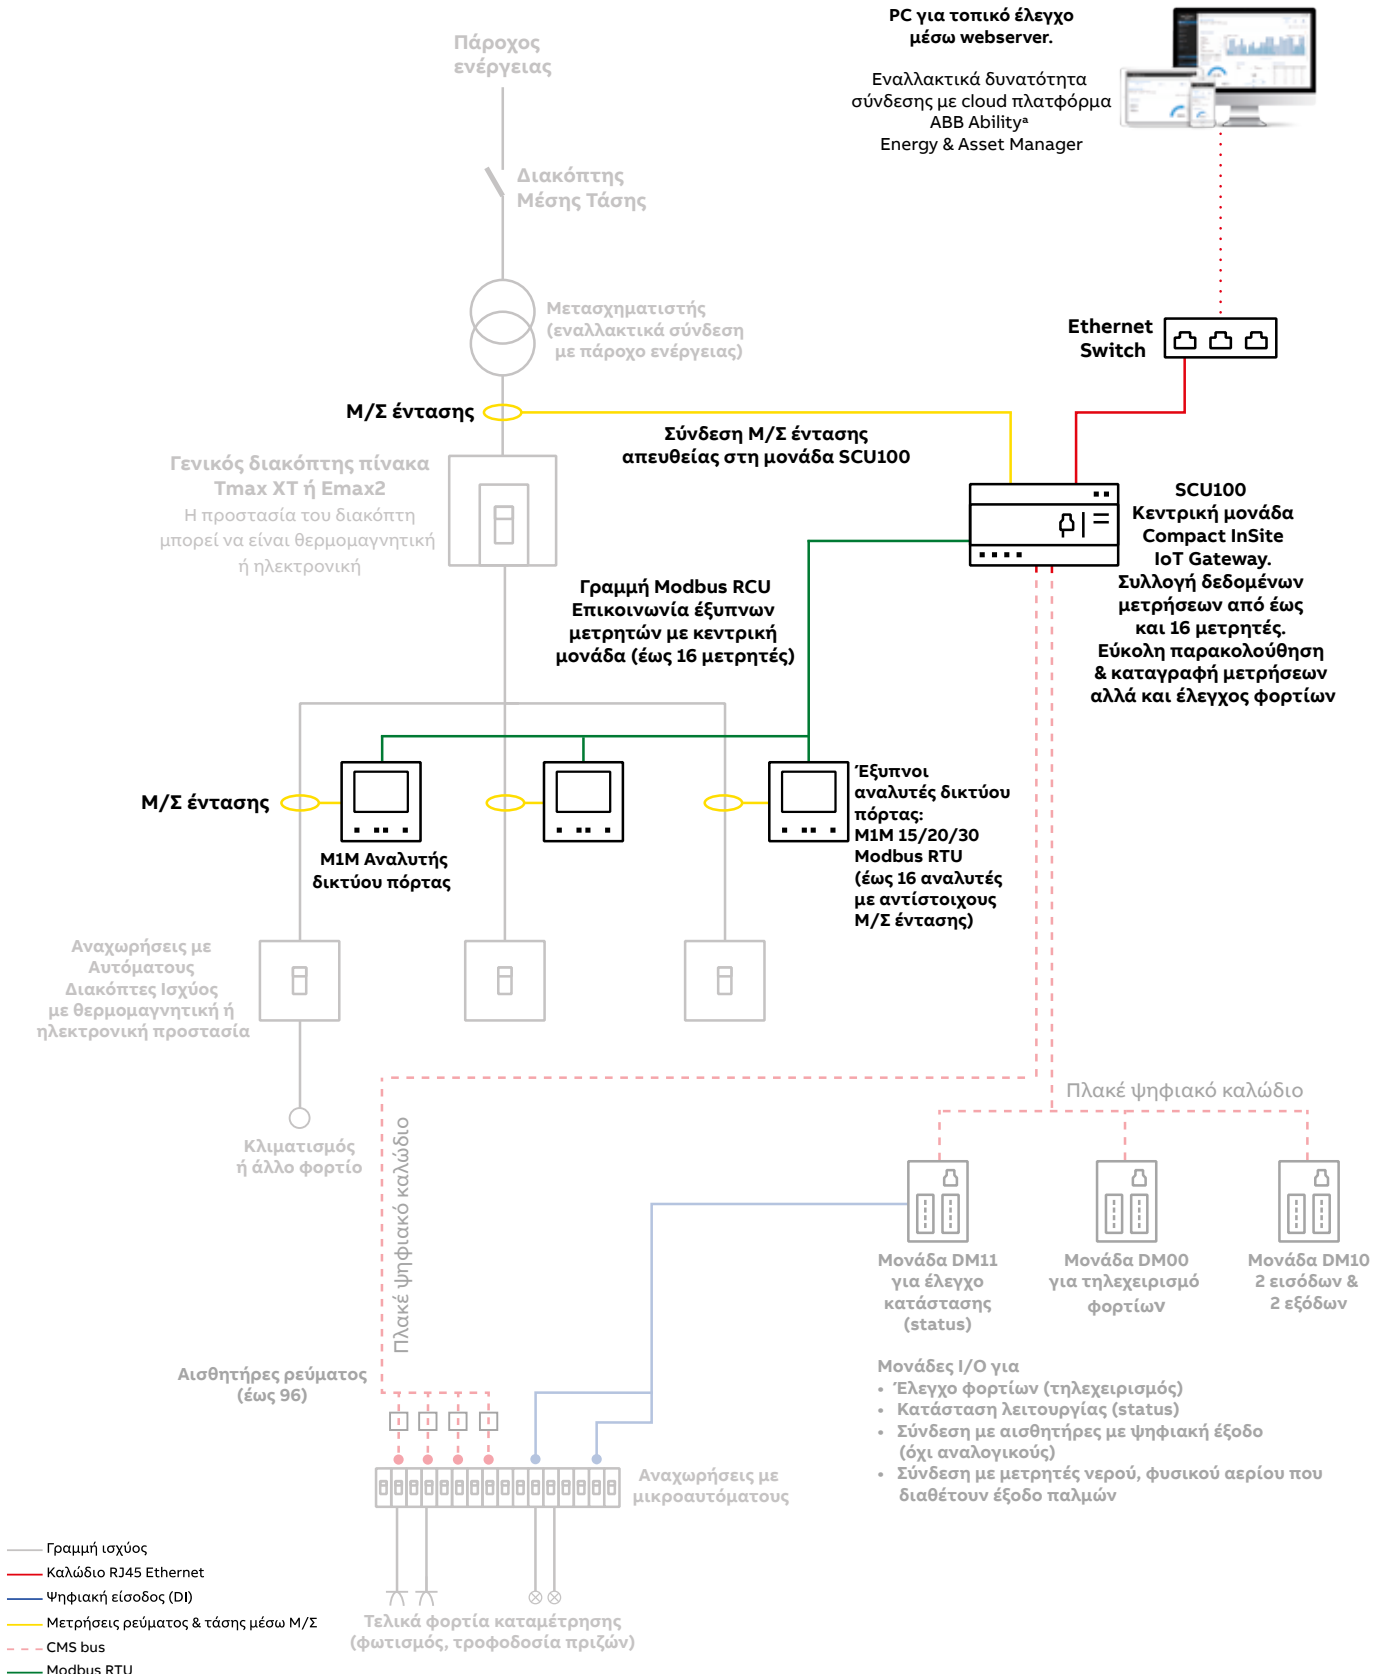 PC για τοπικό έλεγχο
μέσω webserver.
Εναλλακτικά δυνατότητα
σύνδεσης με cloud πλατφόρμα
ABB Abilityª
Energy & Asset Manager
Πάροχος
ενέργειας
Διακόπτης
Μέσης Τάσης
Μετασχηματιστής
(εναλλακτικά σύνδεση
με πάροχο ενέργειας)
Ethernet
Switch
Μ/Σ έντασης
Σύνδεση Μ/Σ έντασης
απευθείας στη μονάδα SCU100
Γενικός διακόπτης πίνακα
Tmax XT ή Emax2
Η προστασία του διακόπτη
μπορεί να είναι θερμομαγνητική
ή ηλεκτρονική
SCU100
Κεντρική μονάδα
Compact InSite
IoT Gateway.
Συλλογή δεδομένων
μετρήσεων από έως
και 16 μετρητές.
Εύκολη παρακολούθηση
& καταγραφή μετρήσεων
αλλά και έλεγχος φορτίων
Γραμμή Modbus RCU
Επικοινωνία έξυπνων
μετρητών με κεντρική
μονάδα (έως 16 μετρητές)
Μ/Σ έντασης
M1M Αναλυτής
δικτύου πόρτας
Έξυπνοι
αναλυτές δικτύου
πόρτας:
M1M 15/20/30
Modbus RTU
(έως 16 αναλυτές
με αντίστοιχους
Μ/Σ έντασης)
Αναχωρήσεις με
Αυτόματους
Διακόπτες Ισχύος
με θερμομαγνητική ή
ηλεκτρονική προστασία
Κλιματισμός
ή άλλο φορτίο
Πλακέ ψηφιακό καλώδιο
Πλακέ ψηφιακό καλώδιο
Μονάδα DM11
για έλεγχο
κατάστασης
(status)
Μονάδα DM00
για τηλεχειρισμό
φορτίων
Μονάδα DM10
2 εισόδων &
2 εξόδων
Αισθητήρες ρεύματος
(έως 96)
Μονάδες I/O για
• Έλεγχο φορτίων (τηλεχειρισμός)
• Κατάσταση λειτουργίας (status)
• Σύνδεση με αισθητήρες με ψηφιακή έξοδο
(όχι αναλογικούς)
• Σύνδεση με μετρητές νερού, φυσικού αερίου που
διαθέτουν έξοδο παλμών
Αναχωρήσεις με
μικροαυτόματους
Τελικά φορτία καταμέτρησης
(φωτισμός, τροφοδοσία πριζών)
Γραμμή ισχύος
Καλώδιο RJ45 Ethernet
Ψηφιακή είσοδος (DI)
Μετρήσεις ρεύματος & τάσης μέσω Μ/Σ
CMS bus
Modbus RTU